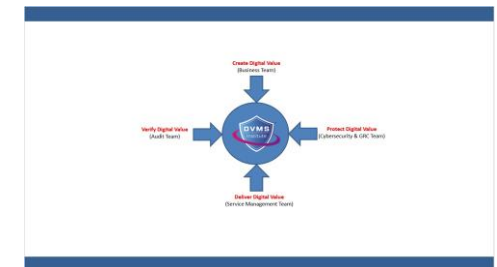 Create Digital Value
(Business Team)
Verify Digital Value
(Audit Team)
DVMS
Institute
Protect Digital Value
(Cybersecurity & GRC Team)
Deliver Digital Value
(Service Management Team)